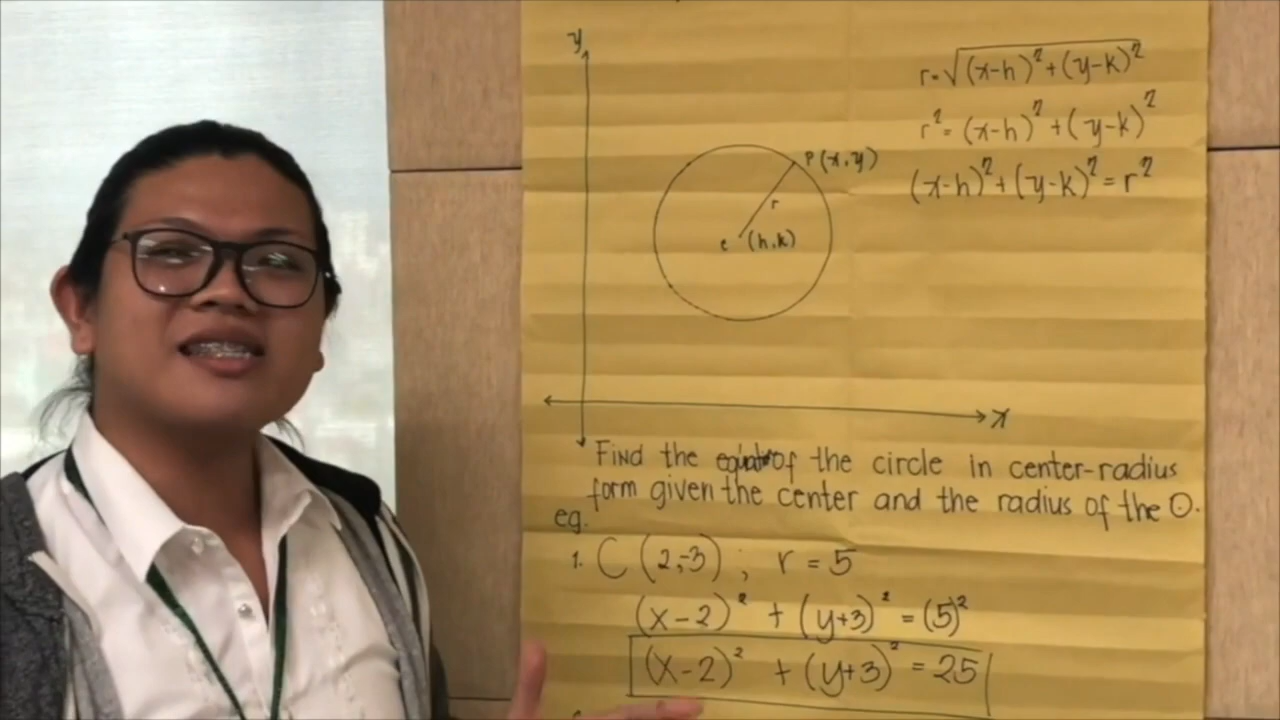 y
r=√(x-h)²+(y-k)²
r²=(x-h)²+(y-k)²
(x-h)²+(y-k)²=r²
P(x,y)
r
c (h,k)
x
Find the of the circle in center-radius
form given the center and the radius of the ⊙.
eg.
1. C(2,-3); r=5
(x-2)² + (y+3)² = (5)²
(x-2)² + (y+3)² = 25